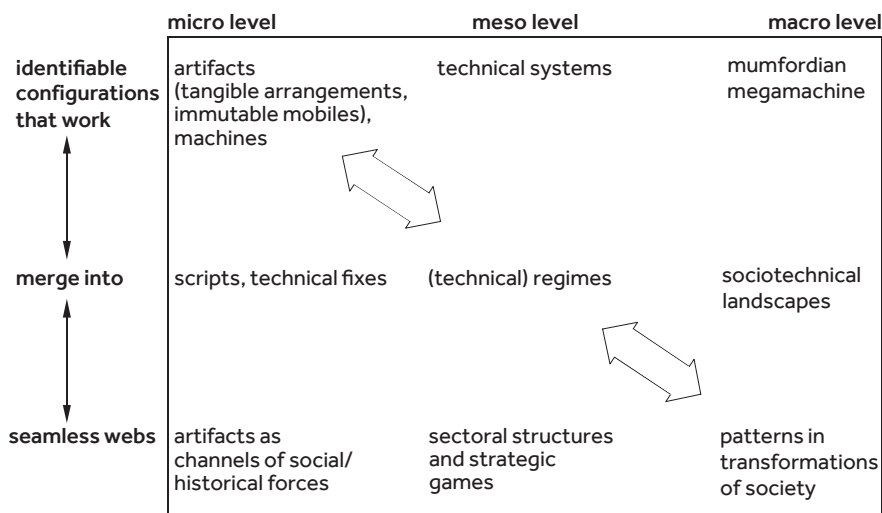 micro level meso level macro level
identifiable configurations that work
artifacts (tangible arrangements, immutable mobiles), machines
technical systems
mumfordian megamachine
merge into
scripts, technical fixes
(technical) regimes
sociotechnical landscapes
seamless webs
artifacts as channels of social/ historical forces
sectoral structures and strategic games
patterns in transformations of society